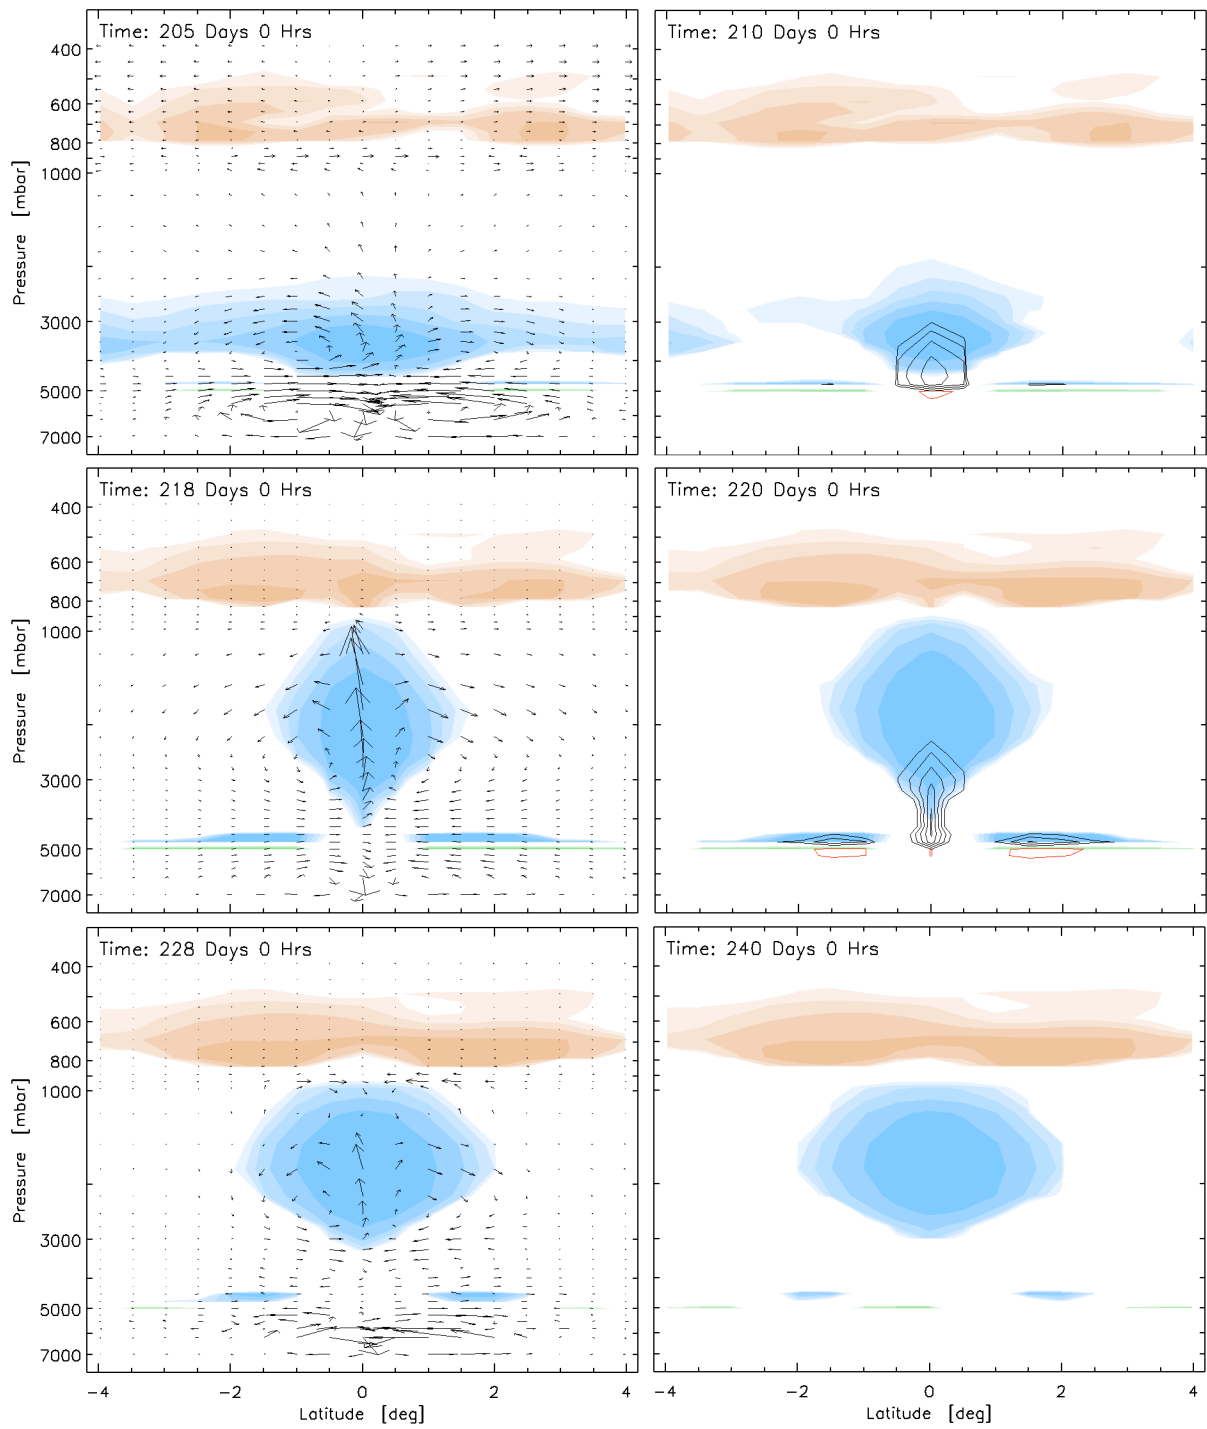 Time: 205 Days 0 Hrs
Time: 210 Days 0 Hrs
400
600
800
1000
3000
5000
7000
Pressure [mbar]
Time: 218 Days 0 Hrs
Time: 220 Days 0 Hrs
400
600
800
1000
3000
5000
7000
Pressure [mbar]
Time: 228 Days 0 Hrs
Time: 240 Days 0 Hrs
400
600
800
1000
3000
5000
7000
Pressure [mbar]
-4 -2 0 2 4
-4 -2 0 2 4
Latitude [deg]
Latitude [deg]